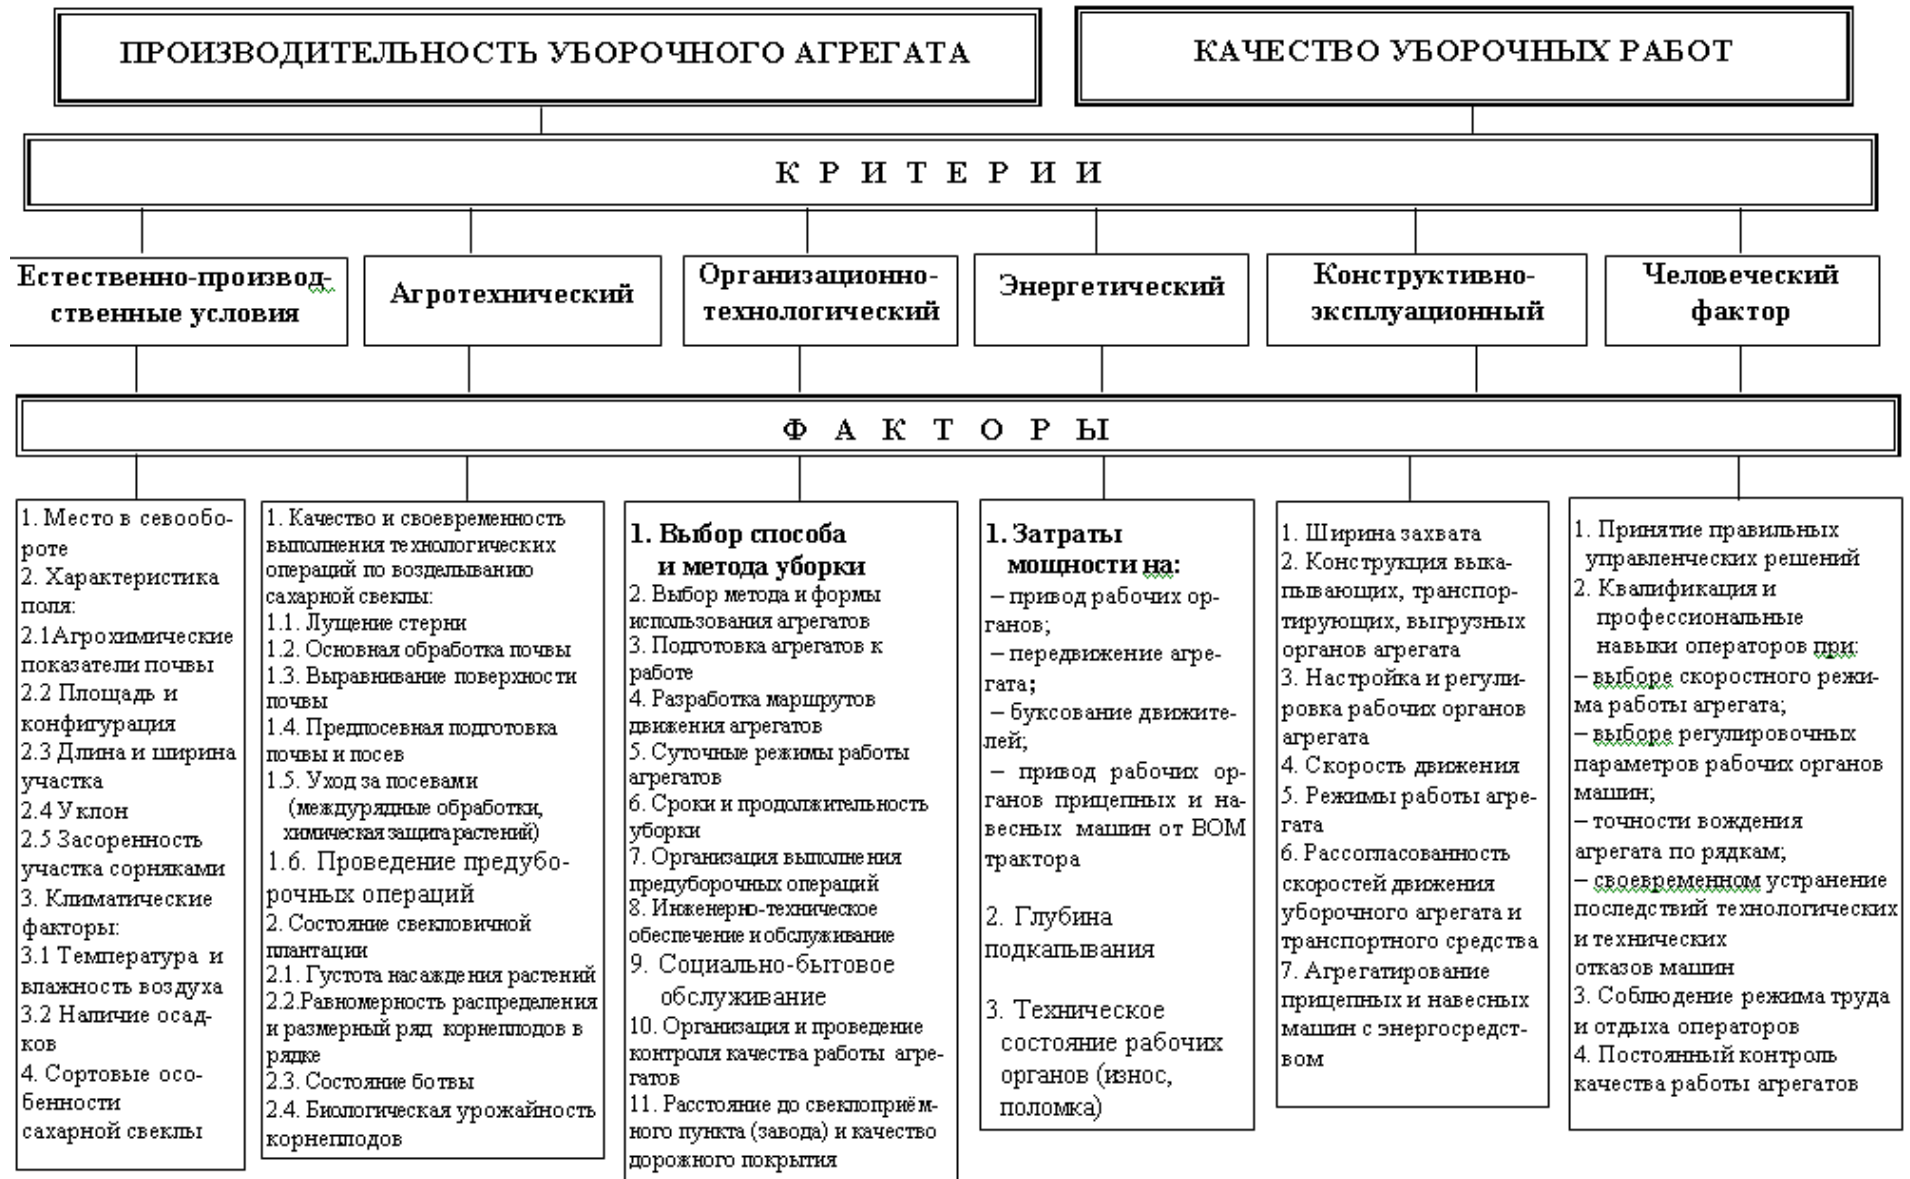 ПРОИЗВОДИТЕЛЬНОСТЬ УБОРОЧНОГО АГРЕГАТА
КАЧЕСТВО УБОРОЧНЫХ РАБОТ
К Р И Т Е Р И И
Естественно-производ-
ственные условия
Агротехнический
Организационно-
технологический
Энергетический
Конструктивно-
эксплуационный
Человеческий
фактор
Ф А К Т О Р Ы
1. Место в севообо-
роте
2. Характеристика
поля:
2.1Агрохимические
показатели почвы
2.2 Площадь и
конфигурация
2.3 Длина и ширина
участка
2.4 Уклон
2.5 Засоренность
участка сорняками
3. Климатические
факторы:
3.1 Температура и
влажность воздуха
3.2 Наличие осад-
ков
4. Сортовые осо-
бенности
сахарной свеклы
1. Качество и своевременность
выполнения технологических
операций по возделыванию
сахарной свеклы:
1.1. Лущение стерни
1.2. Основная обработка почвы
1.3. Выравнивание поверхности
почвы
1.4. Предпосевная подготовка
почвы и посев
1.5. Уход за посевами
(междурядные обработки,
химическая защита растений)
1.6. Проведение предубо-
рочных операций
2. Состояние свекловичной
плантации
2.1. Густота насаждения растений
2.2.Равномерность распределения
и размерный ряд корнеплодов в
рядке
2.3. Состояние ботвы
2.4. Биологическая урожайность
корнеплодов
1. Выбор способа
и метода уборки
2. Выбор метода и формы
использования агрегатов
3. Подготовка агрегатов к
работе
4. Разработка маршрутов
движения агрегатов
5. Суточные режимы работы
агрегатов
6. Сроки и продолжительность
уборки
7. Организация выполнения
предуборочных операций
8. Инженерно-техническое
обеспечение и обслуживание
9. Социально-бытовое
обслуживание
10. Организация и проведение
контроля качества работы агре-
гатов
11. Расстояние до свеклоприём-
ного пункта (завода) и качество
дорожного покрытия
1. Затраты
мощности на:
– привод рабочих ор-
ганов;
– передвижение агре-
гата;
– буксование движите-
лей;
– привод рабочих ор-
ганов прицепных и на-
весных машин от ВОМ
трактора
2. Глубина
подкапывания
3. Техническое
состояние рабочих
органов (износ,
поломка)
1. Ширина захвата
2. Конструкция выка-
пывающих, транспор-
тирующих, выгрузных
органов агрегата
3. Настройка и регули-
ровка рабочих органов
агрегата
4. Скорость движения
5. Режимы работы агре-
гата
6. Рассогласованность
скоростей движения
уборочного агрегата и
транспортного средства
7. Агрегатирование
прицепных и навесных
машин с энергосредст-
вом
1. Принятие правильных
управленческих решений
2. Квалификация и
профессиональные
навыки операторов при:
– выборе скоростного режи-
ма работы агрегата;
– выборе регулировочных
параметров рабочих органов
машин;
– точности вождения
агрегата по рядкам;
– своевременном устранение
последствий технологических
и технических
отказов машин
3. Соблюдение режима труда
и отдыха операторов
4. Постоянный контроль
качества работы агрегатов